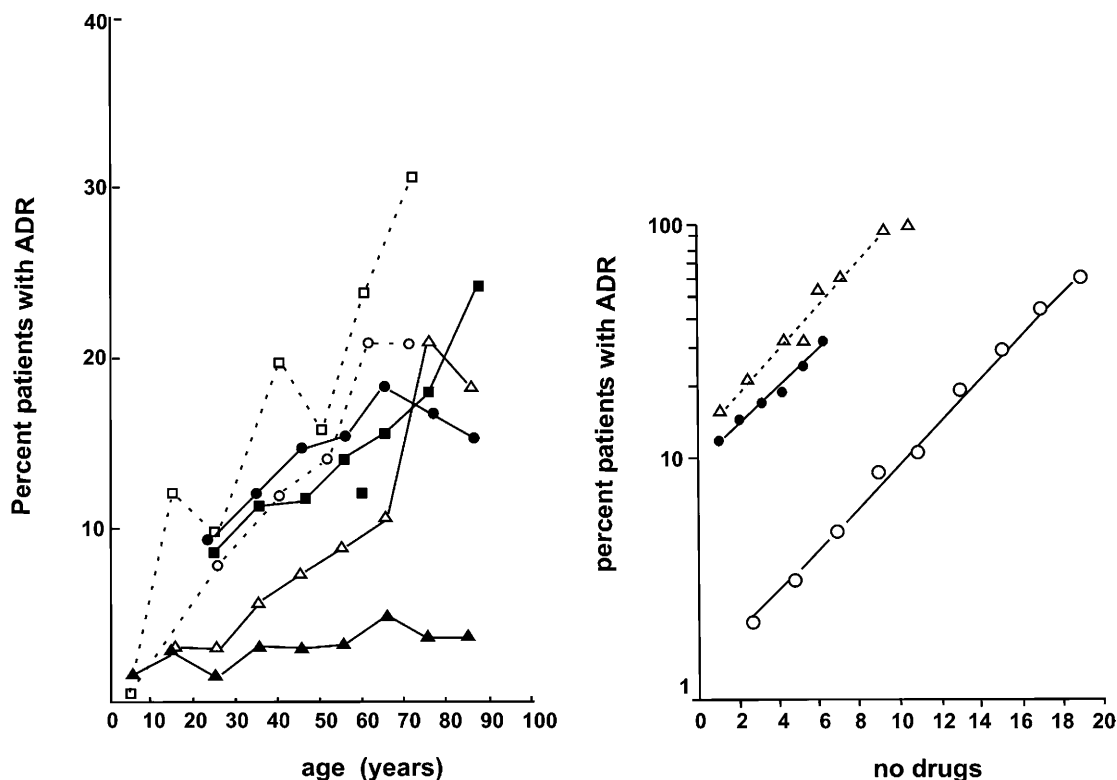 Percent patients with ADR
40
30
20
10
0 10 20 30 40 50 60 70 80 90 100
age (years)
percent patients with ADR
100
10
1
0 2 4 6 8 10 12 14 16 18 20
no drugs